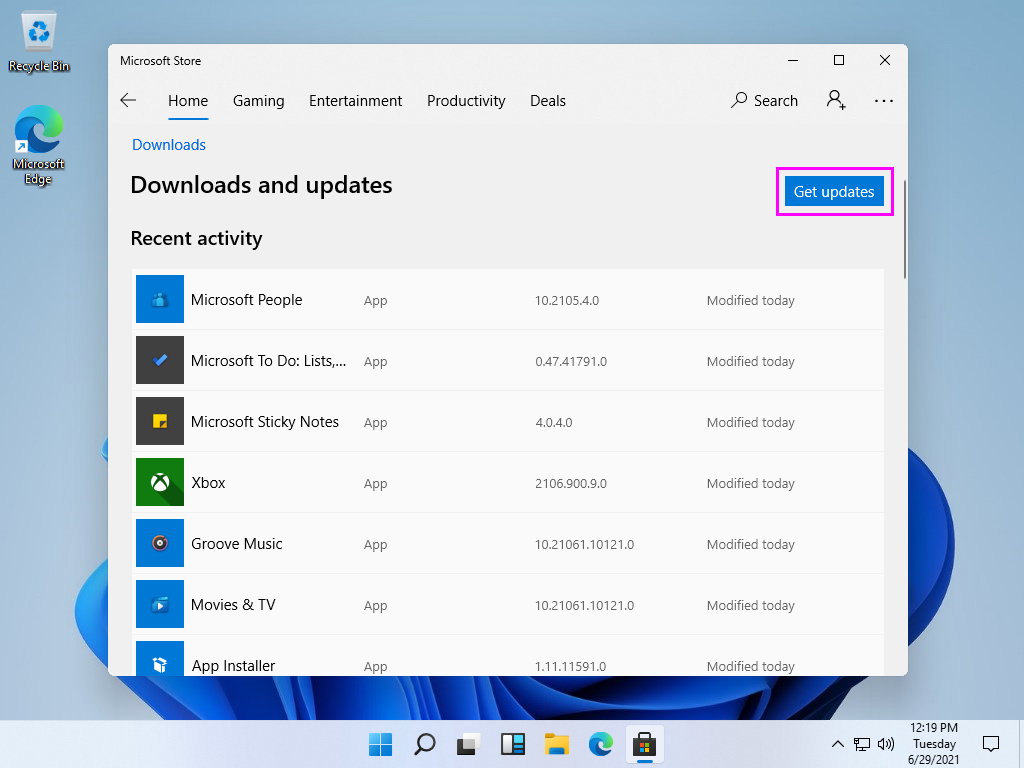 Recycle Bin
Microsoft
Edge
Microsoft Store
Home Gaming Entertainment Productivity Deals Search
Downloads
Downloads and updates
Get updates
Recent activity
Microsoft People App 10.2105.4.0 Modified today
Microsoft To Do: Lists,... App 0.47.41791.0 Modified today
Microsoft Sticky Notes App 4.0.4.0 Modified today
Xbox App 2106.900.9.0 Modified today
Groove Music App 10.21061.10121.0 Modified today
Movies & TV App 10.21061.10121.0 Modified today
App Installer App 1.11.11591.0 Modified today
12:19 PM
Tuesday
6/29/2021